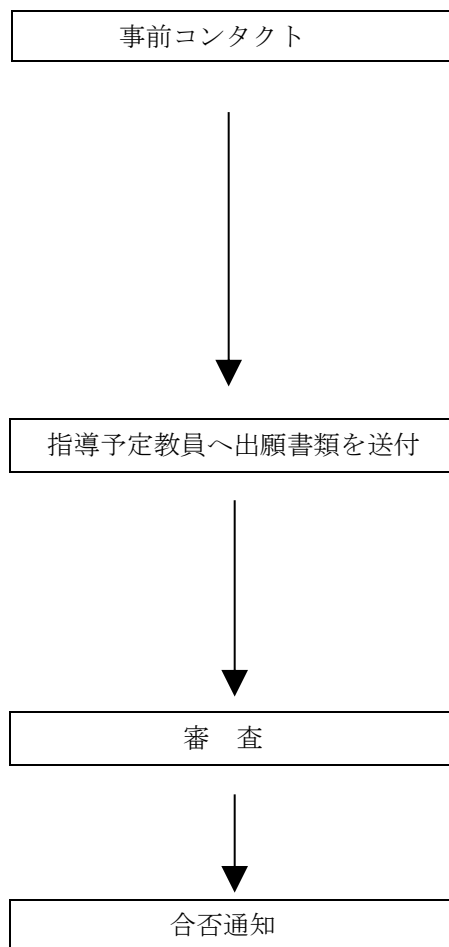 事前コンタクト
指導予定教員へ出願書類を送付
審　査
合否通知